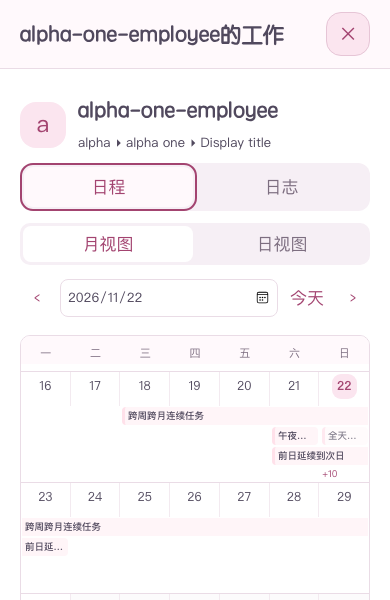 alpha-one-employee的工作
a
alpha-one-employee
alpha ▸ alpha one ▸ Display title
日程 日志
月视图 日视图
2026/11/22 今天
一 二 三 四 五 六 日
16 17 18 19 20 21 22
跨周跨月连续任务
午夜… 全天…
前日延续到次日
+10
23 24 25 26 27 28 29
跨周跨月连续任务
前日延…